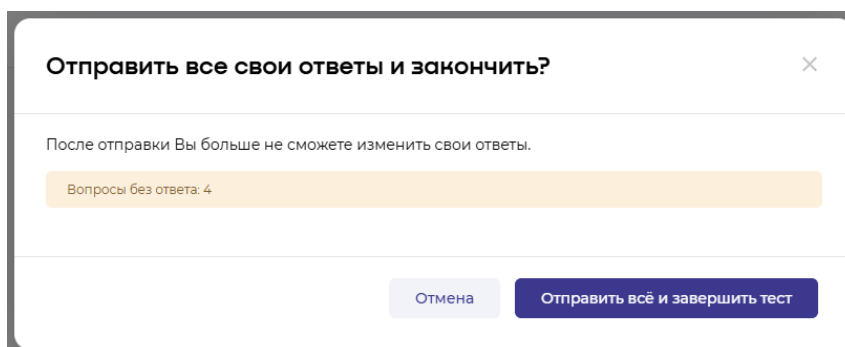 Отправить все свои ответы и закончить?
После отправки Вы больше не сможете изменить свои ответы.
Вопросы без ответа: 4
Отмена
Отправить всё и завершить тест